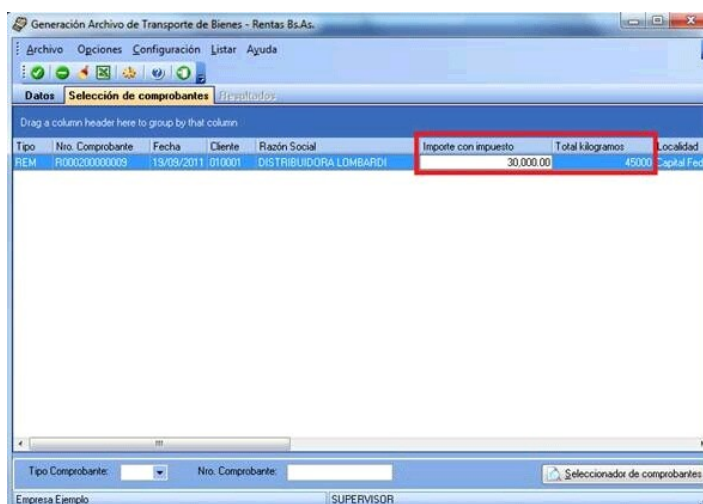 Generación Archivo de Transporte de Bienes - Rentas Bs.As.
Archivo Opciones Configuración Listar Ayuda
Datos Selección de comprobantes Resultados
Drag a column header here to group by that column
Tipo Nro. Comprobante Fecha Cliente Razón Social Importe con impuesto Total kilogramos Localidad
REM R000200000009 19/09/2011 010001 DISTRIBUIDORA LOMBARDI 30,000.00 45000 Capital Fed
Tipo Comprobante: Nro. Comprobante: Seleccionador de comprobantes
Empresa Ejemplo SUPERVISOR